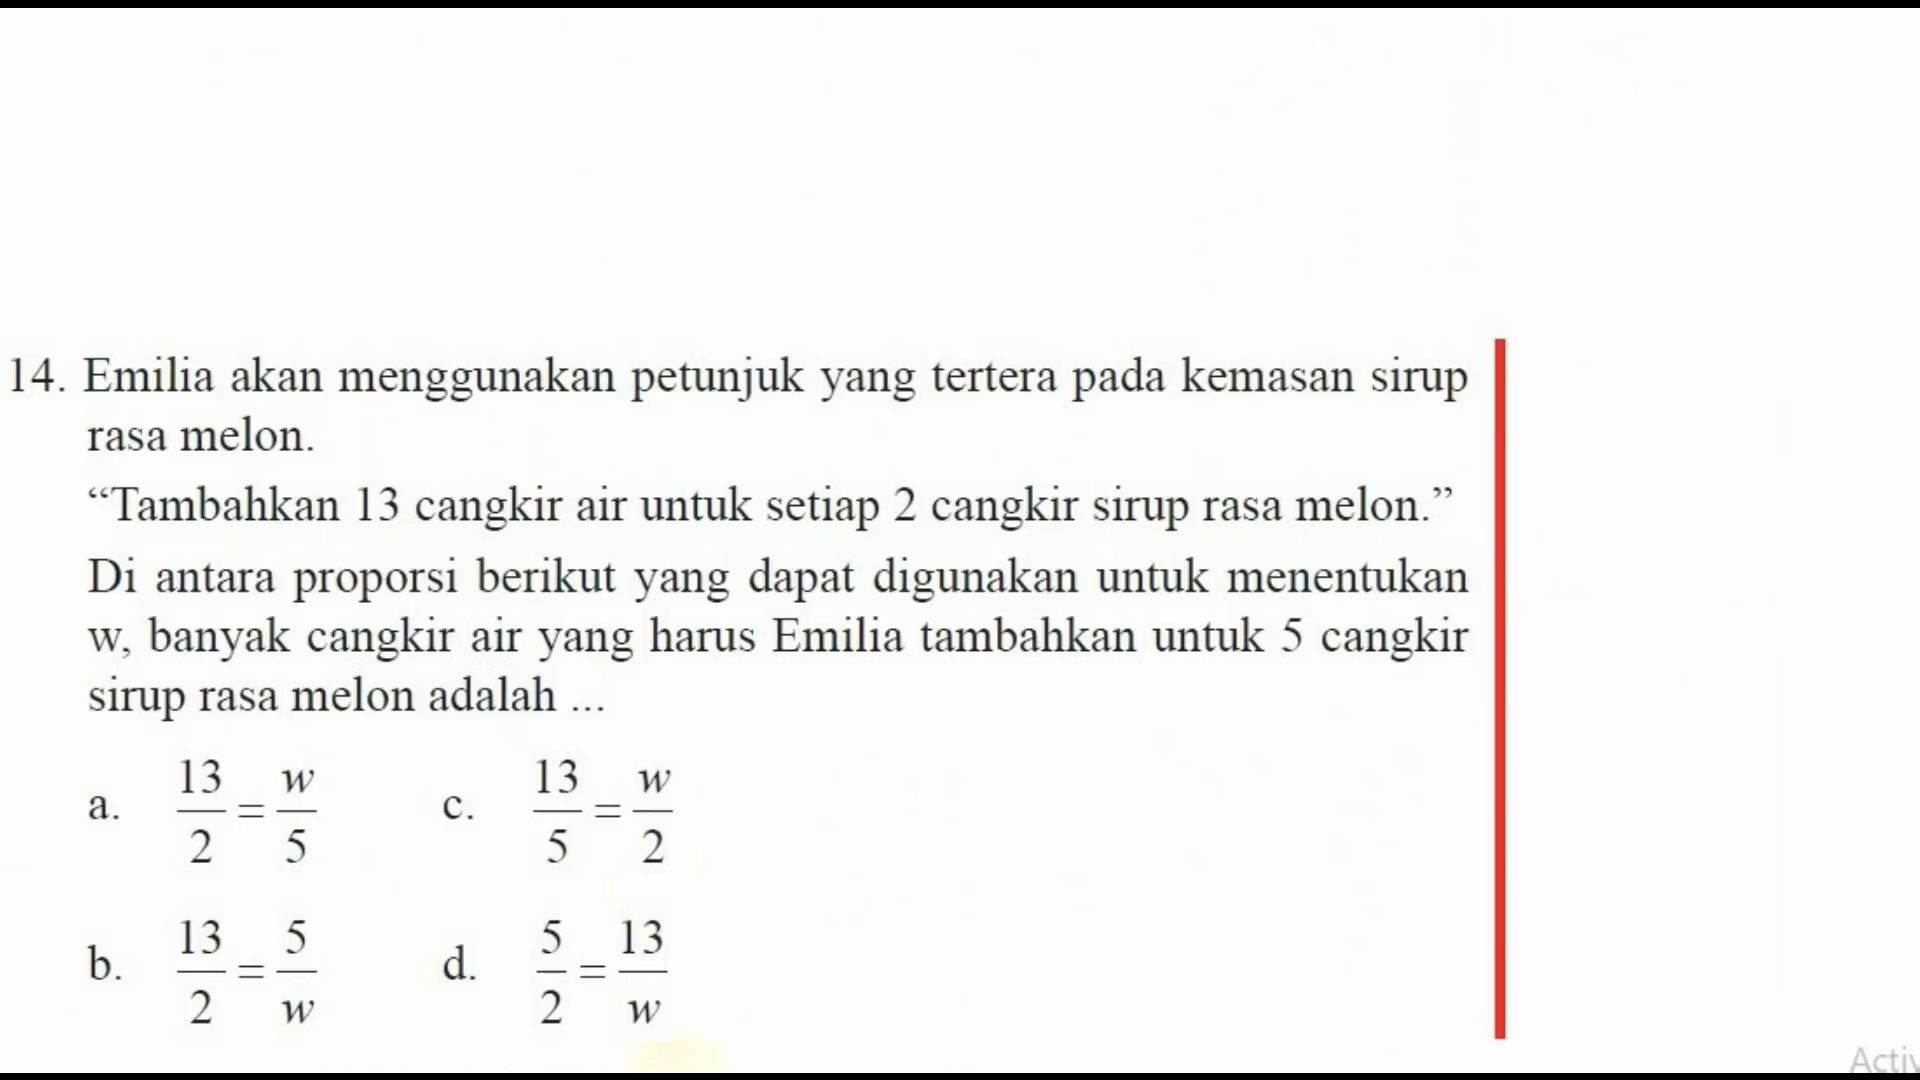 14. Emilia akan menggunakan petunjuk yang tertera pada kemasan sirup
rasa melon.
“Tambahkan 13 cangkir air untuk setiap 2 cangkir sirup rasa melon.”
Di antara proporsi berikut yang dapat digunakan untuk menentukan
w, banyak cangkir air yang harus Emilia tambahkan untuk 5 cangkir
sirup rasa melon adalah ...
a. 13/2 = w/5 c. 13/5 = w/2
b. 13/2 = 5/w d. 5/2 = 13/w